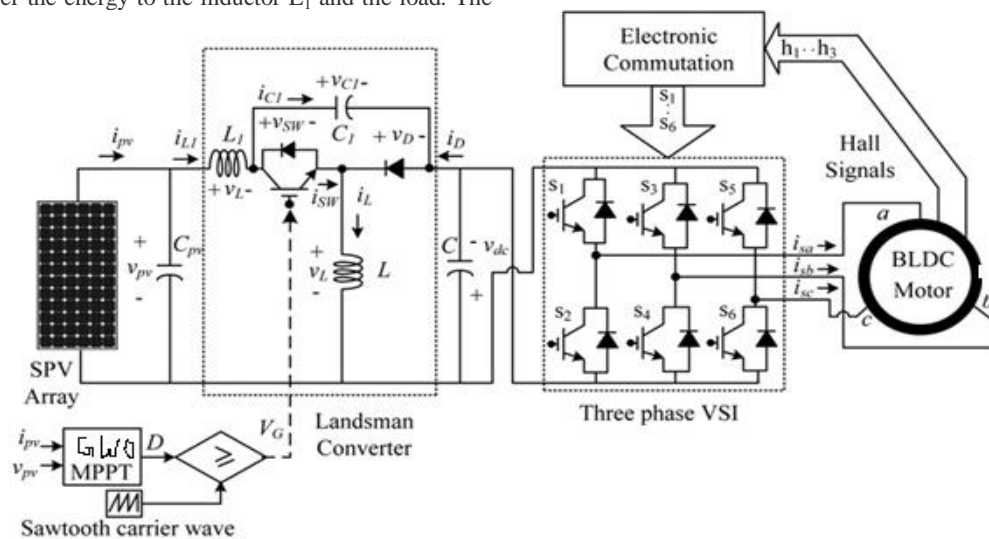 er the energy to the inductor L1 and the load. The
Electronic
Commutation
h1..h3
s1
:
s6
Hall
Signals
iC1
+ vC1 -
C1
+ vSW -
+ vD -
iD
ipv
iL1
L1
+ vL -
iSW
iL
+
vL
-
L
+
vpv
-
Cpv
C
-
vdc
+
s1
s3
s5
s2
s4
s6
a
isa
isb
isc
c
b
BLDC
Motor
SPV
Array
Landsman
Converter
Three phase VSI
ipv
vpv
GWO
MPPT
D
≥
VG
Sawtooth carrier wave